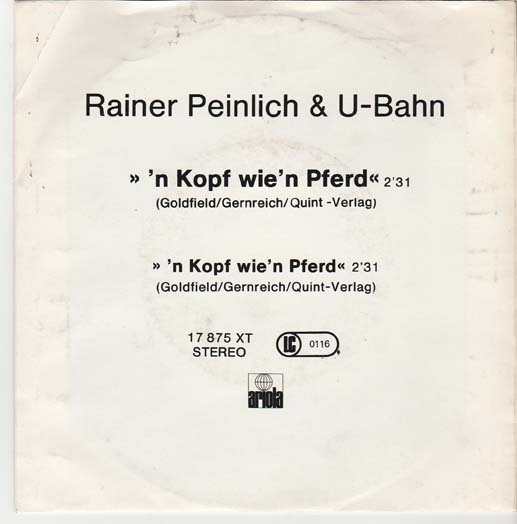 Rainer Peinlich & U-Bahn
» 'n Kopf wie'n Pferd« 2'31
(Goldfield/Gernreich/Quint -Verlag)
» 'n Kopf wie'n Pferd« 2'31
(Goldfield/Gernreich/Quint-Verlag)
17 875 XT
STEREO
LC 0116
ariola